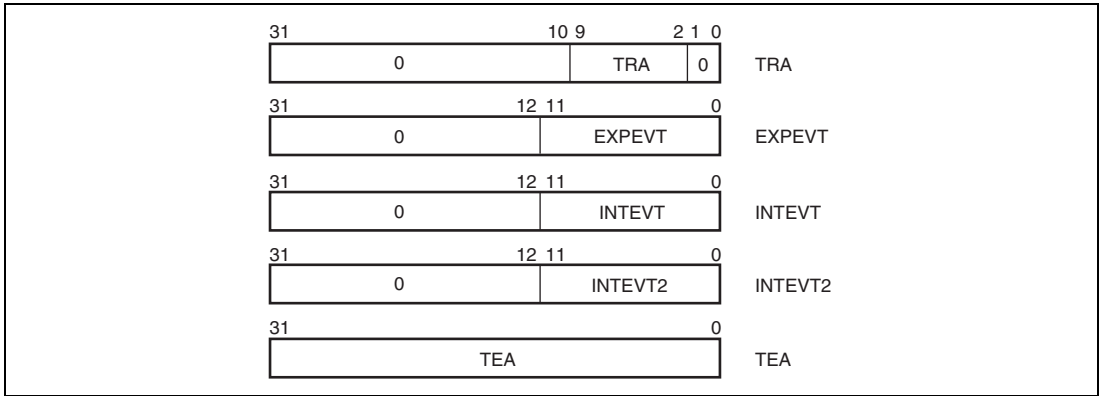 31 10 9 2 1 0
0 TRA 0 TRA
31 12 11 0
0 EXPEVT EXPEVT
31 12 11 0
0 INTEVT INTEVT
31 12 11 0
0 INTEVT2 INTEVT2
31 0
TEA TEA